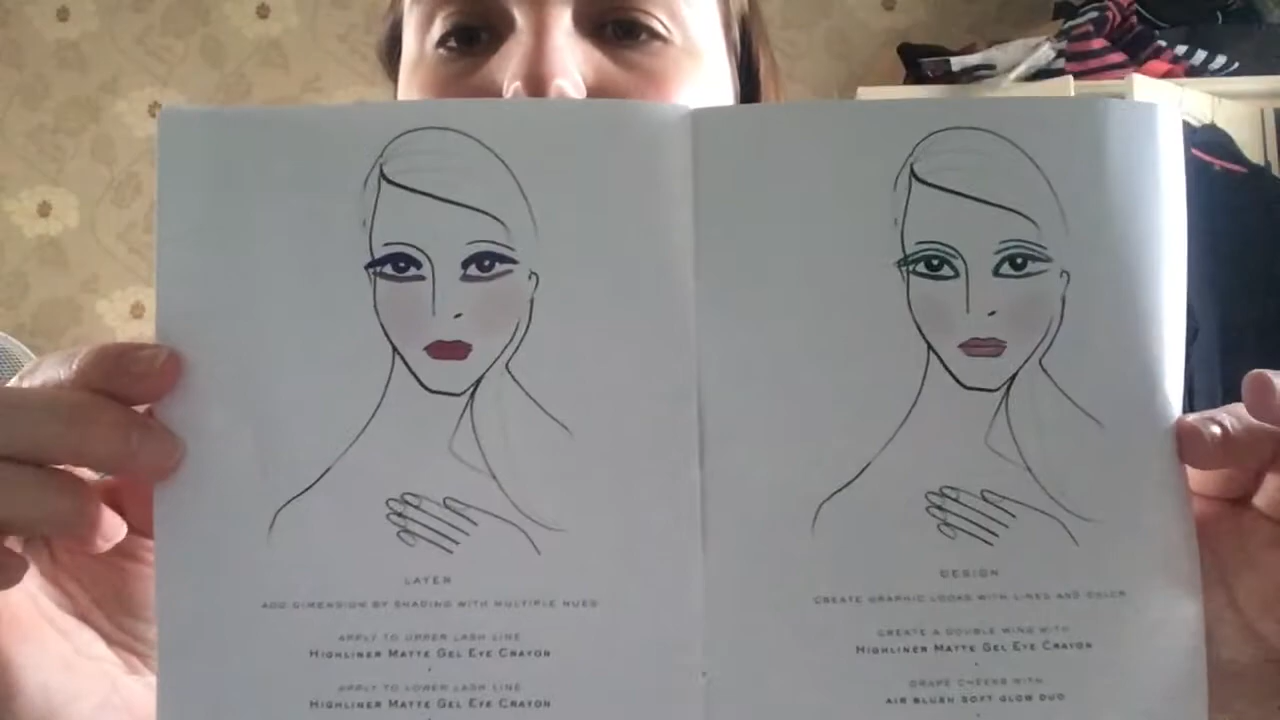 LAYER
ADD DIMENSION BY SHADING WITH MULTIPLE HUES
APPLY TO UPPER LASH LINE
HIGHLINER MATTE GEL EYE CRAYON
APPLY TO LOWER LASH LINE
HIGHLINER MATTE GEL EYE CRAYON
DESIGN
CREATE GRAPHIC LOOKS WITH LINES AND COLOR
CREATE A DOUBLE WING WITH
HIGHLINER MATTE GEL EYE CRAYON
DRAPE CHEEKS WITH
AIR BLUSH SOFT GLOW DUO